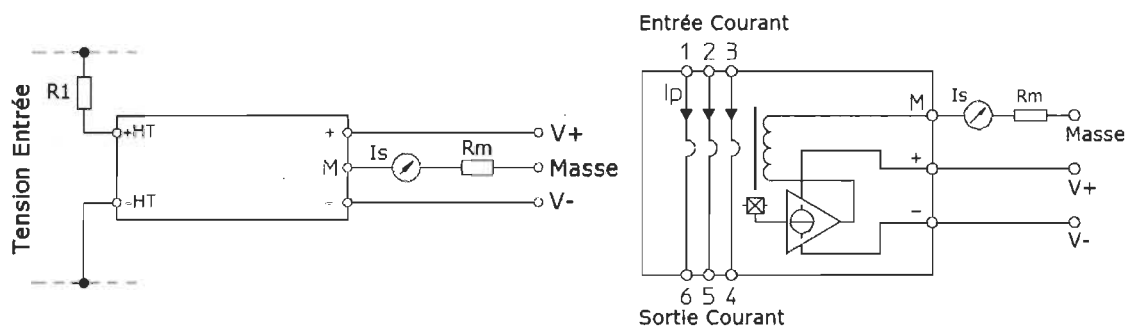 Tension Entrée
R1
+HT
-HT
+
M
-
Is
Rm
V+
Masse
V-
Entrée Courant
1 2 3
Ip
M
+
-
Is
Rm
Masse
V+
V-
6 5 4
Sortie Courant